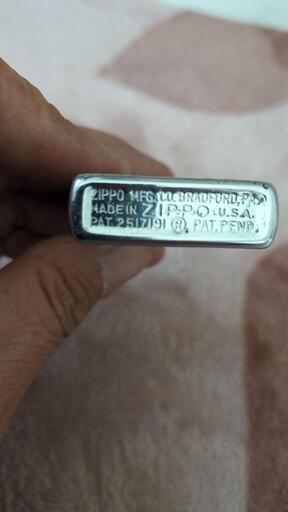 ZIPPO MFG. CO. BRADFORD, PA.
MADE IN ZIPPO U.S.A.
PAT. 2517191 ® PAT. PEND.